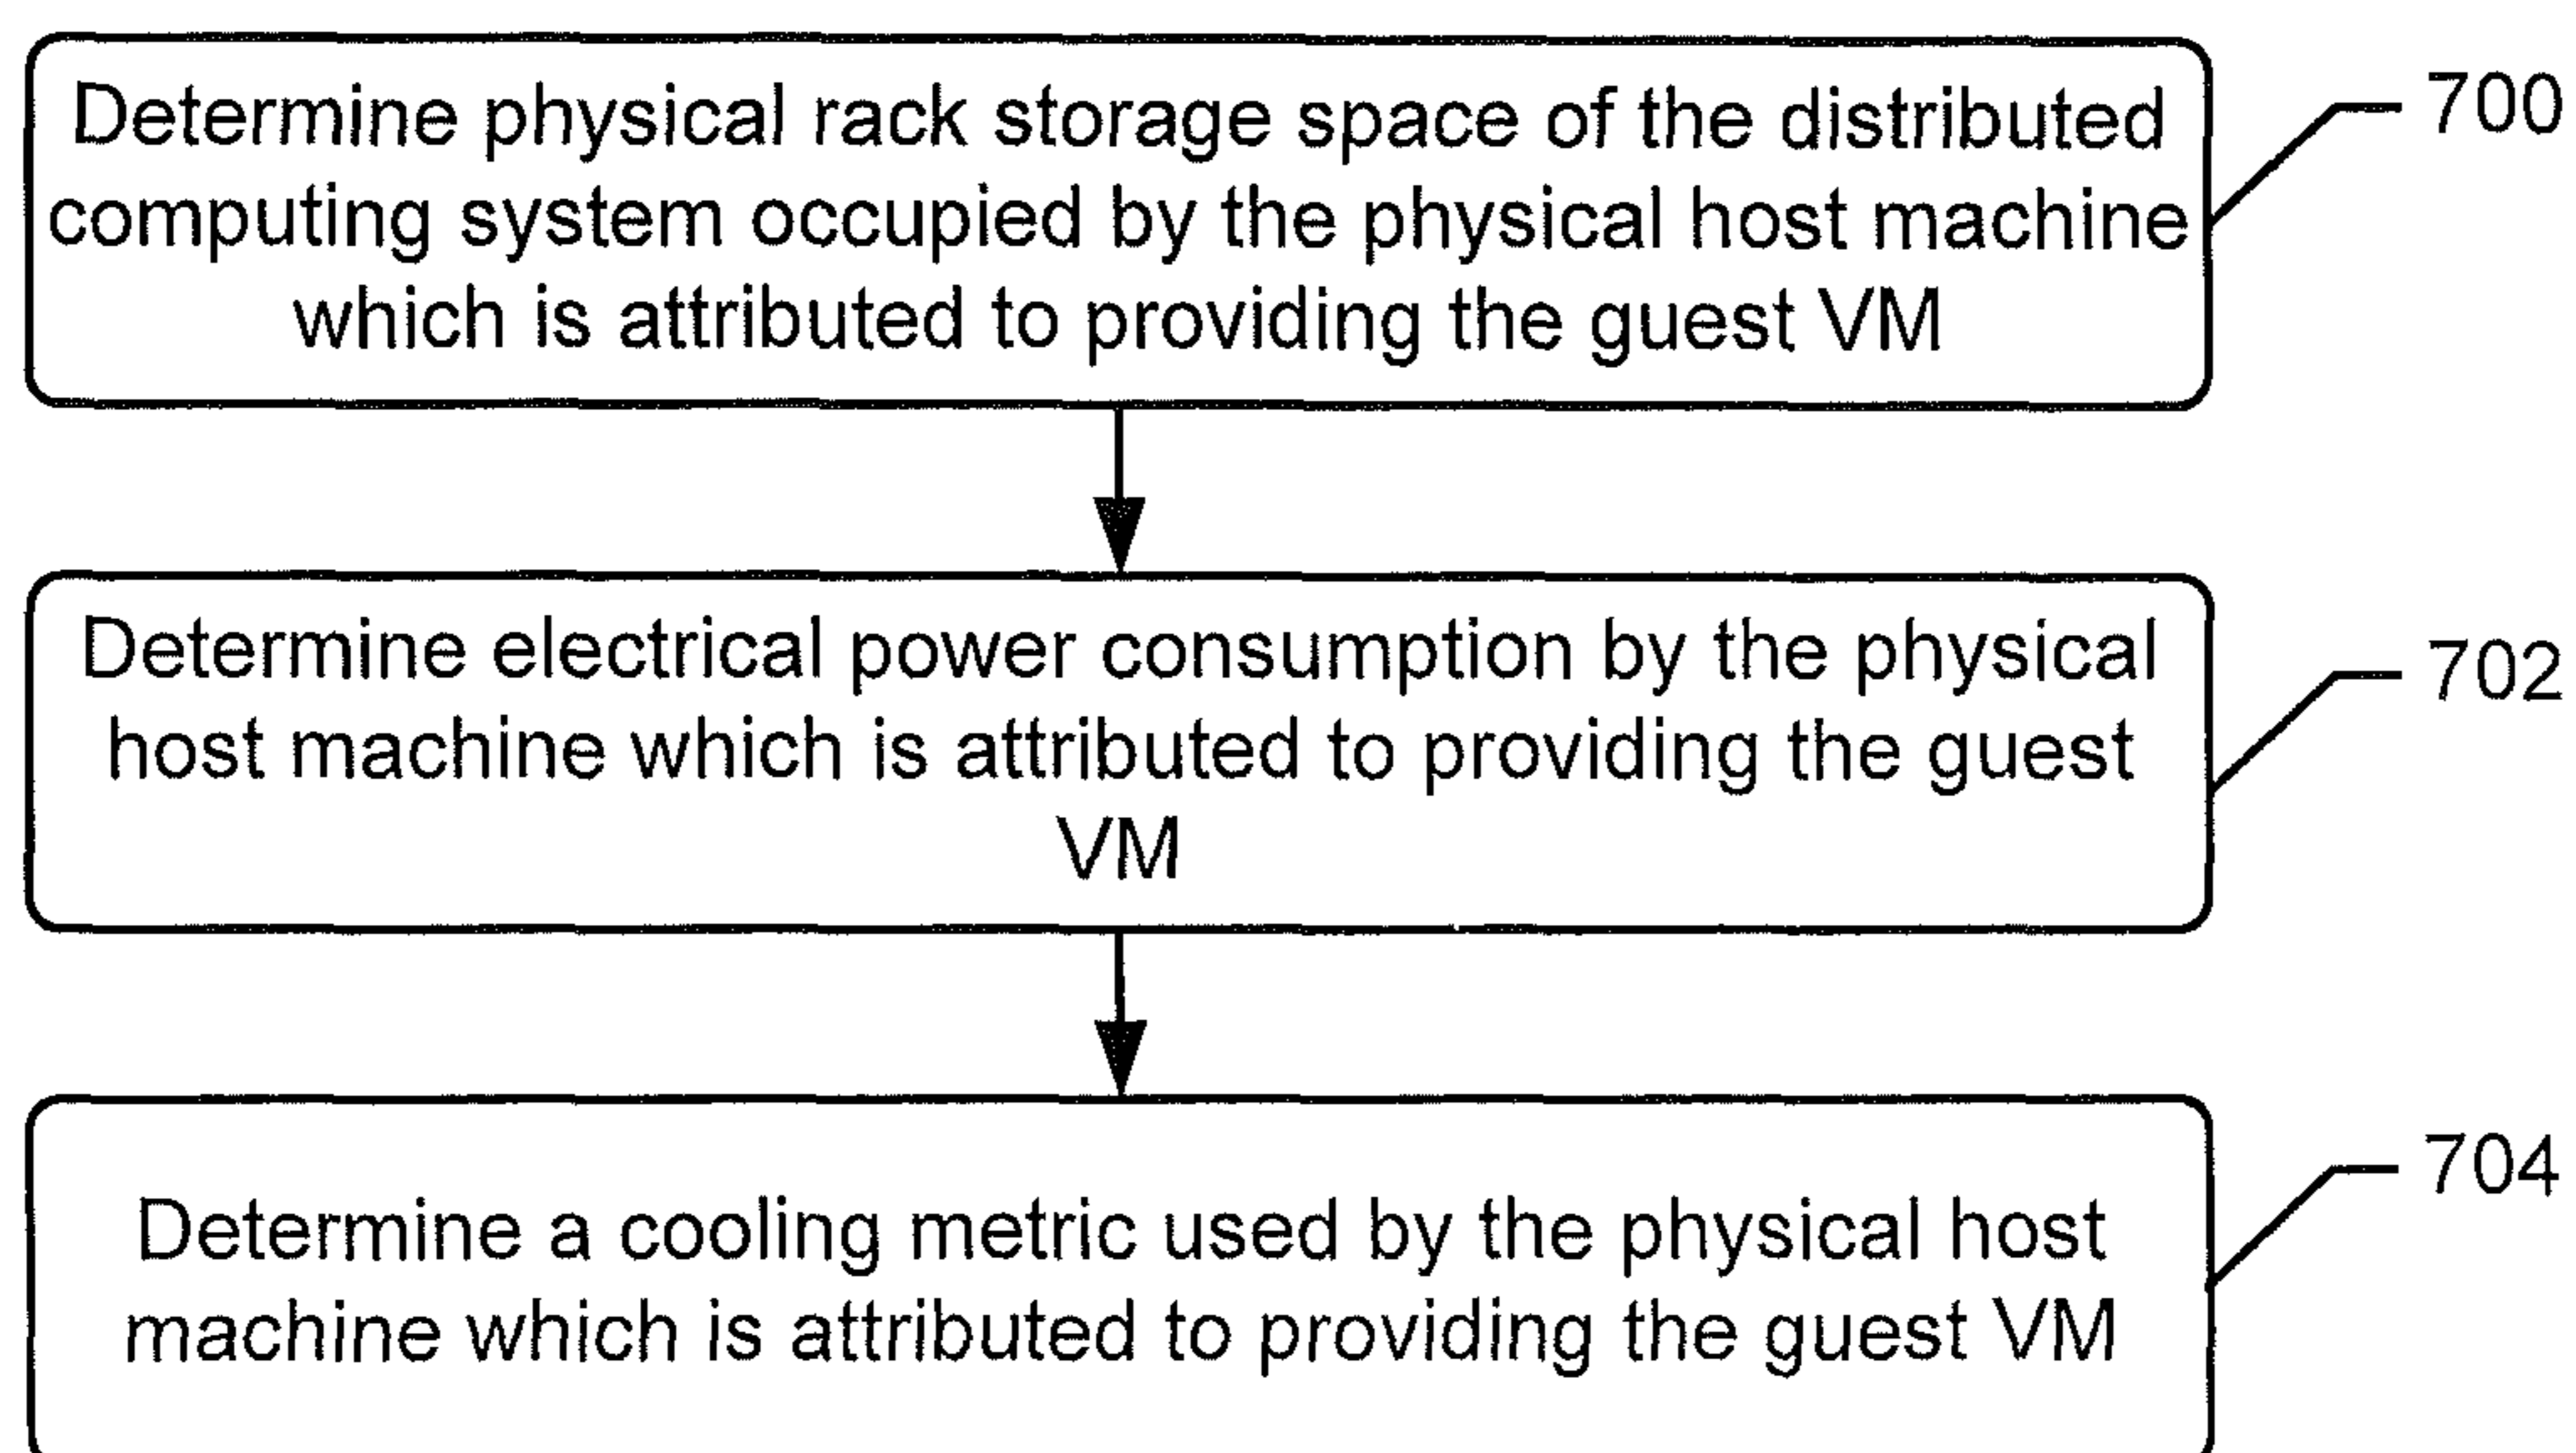 Determine physical rack storage space of the distributed
computing system occupied by the physical host machine
which is attributed to providing the guest VM
700
Determine electrical power consumption by the physical
host machine which is attributed to providing the guest
VM
702
Determine a cooling metric used by the physical host
machine which is attributed to providing the guest VM
704